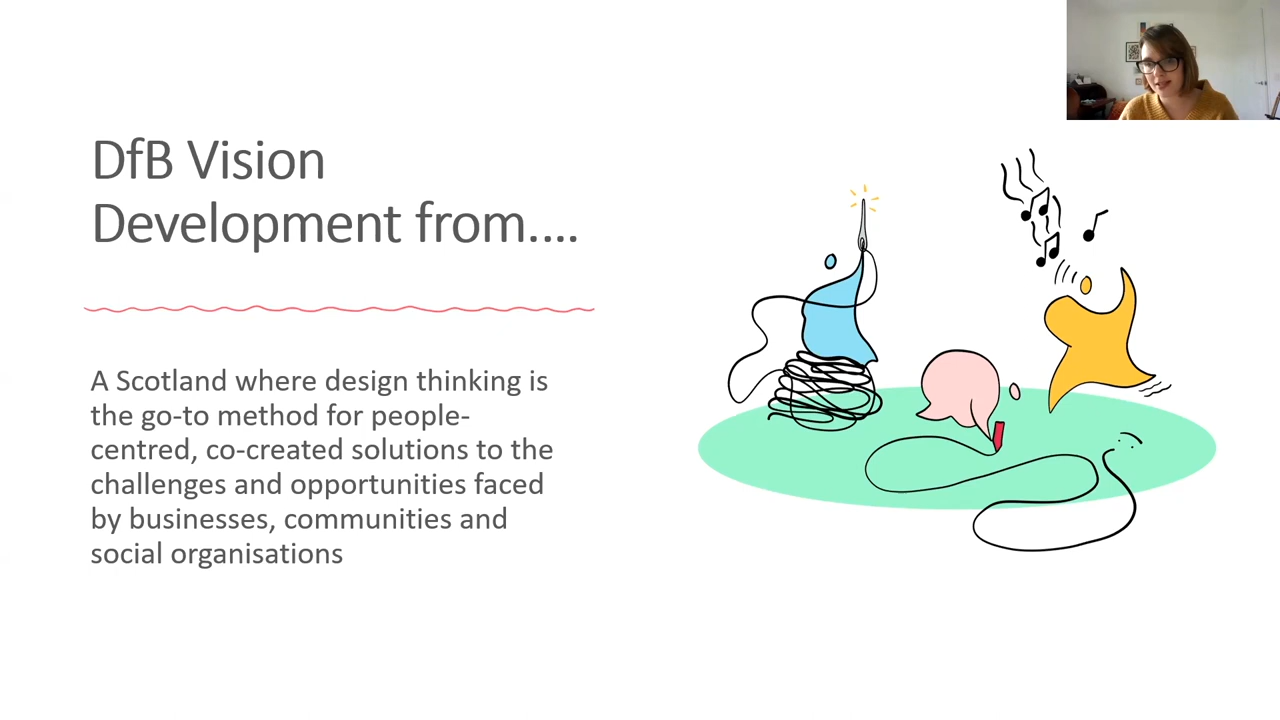 DfB Vision
Development from....
A Scotland where design thinking is
the go-to method for people-
centred, co-created solutions to the
challenges and opportunities faced
by businesses, communities and
social organisations